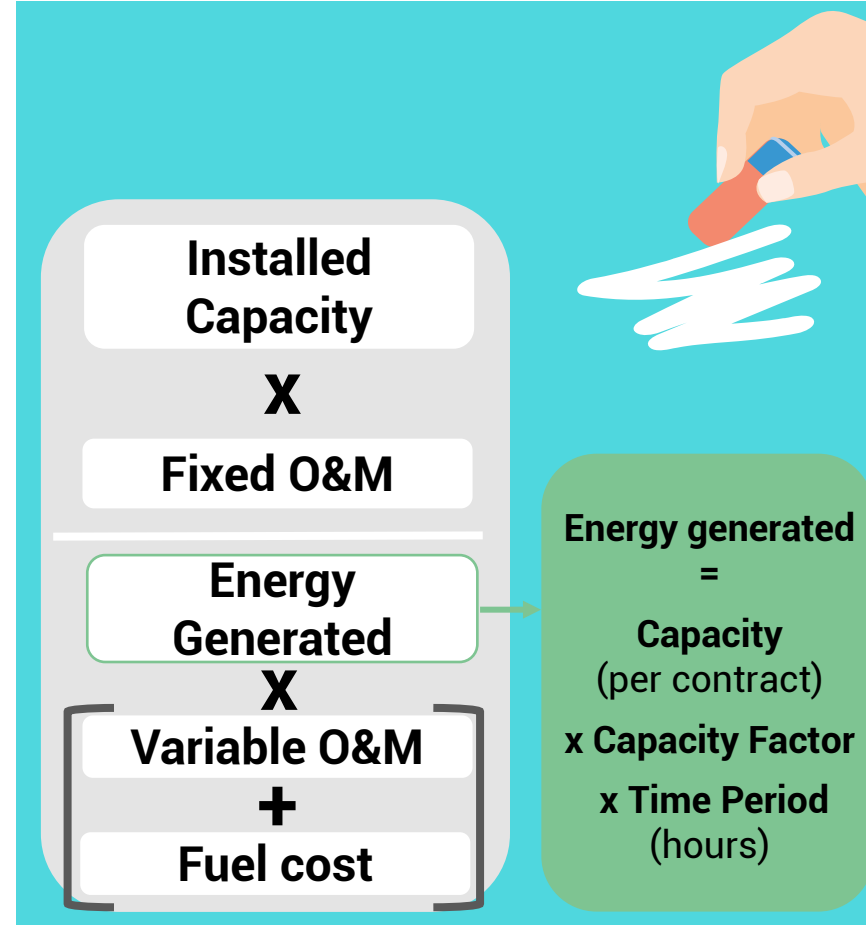 Installed
Capacity
x
Fixed O&M
Energy
Generated
x
Variable O&M
+
Fuel cost
Energy generated
=
Capacity
(per contract)
x Capacity Factor
x Time Period
(hours)